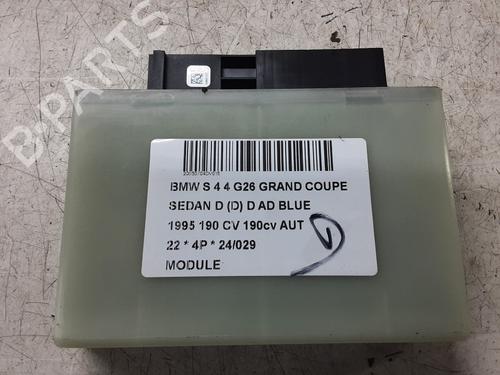 B-PARTS
BMW S 4 4 G26 GRAND COUPE
SEDAN D (D) D AD BLUE
1995 190 CV 190cv AUT
22 * 4P * 24/029
MODULE